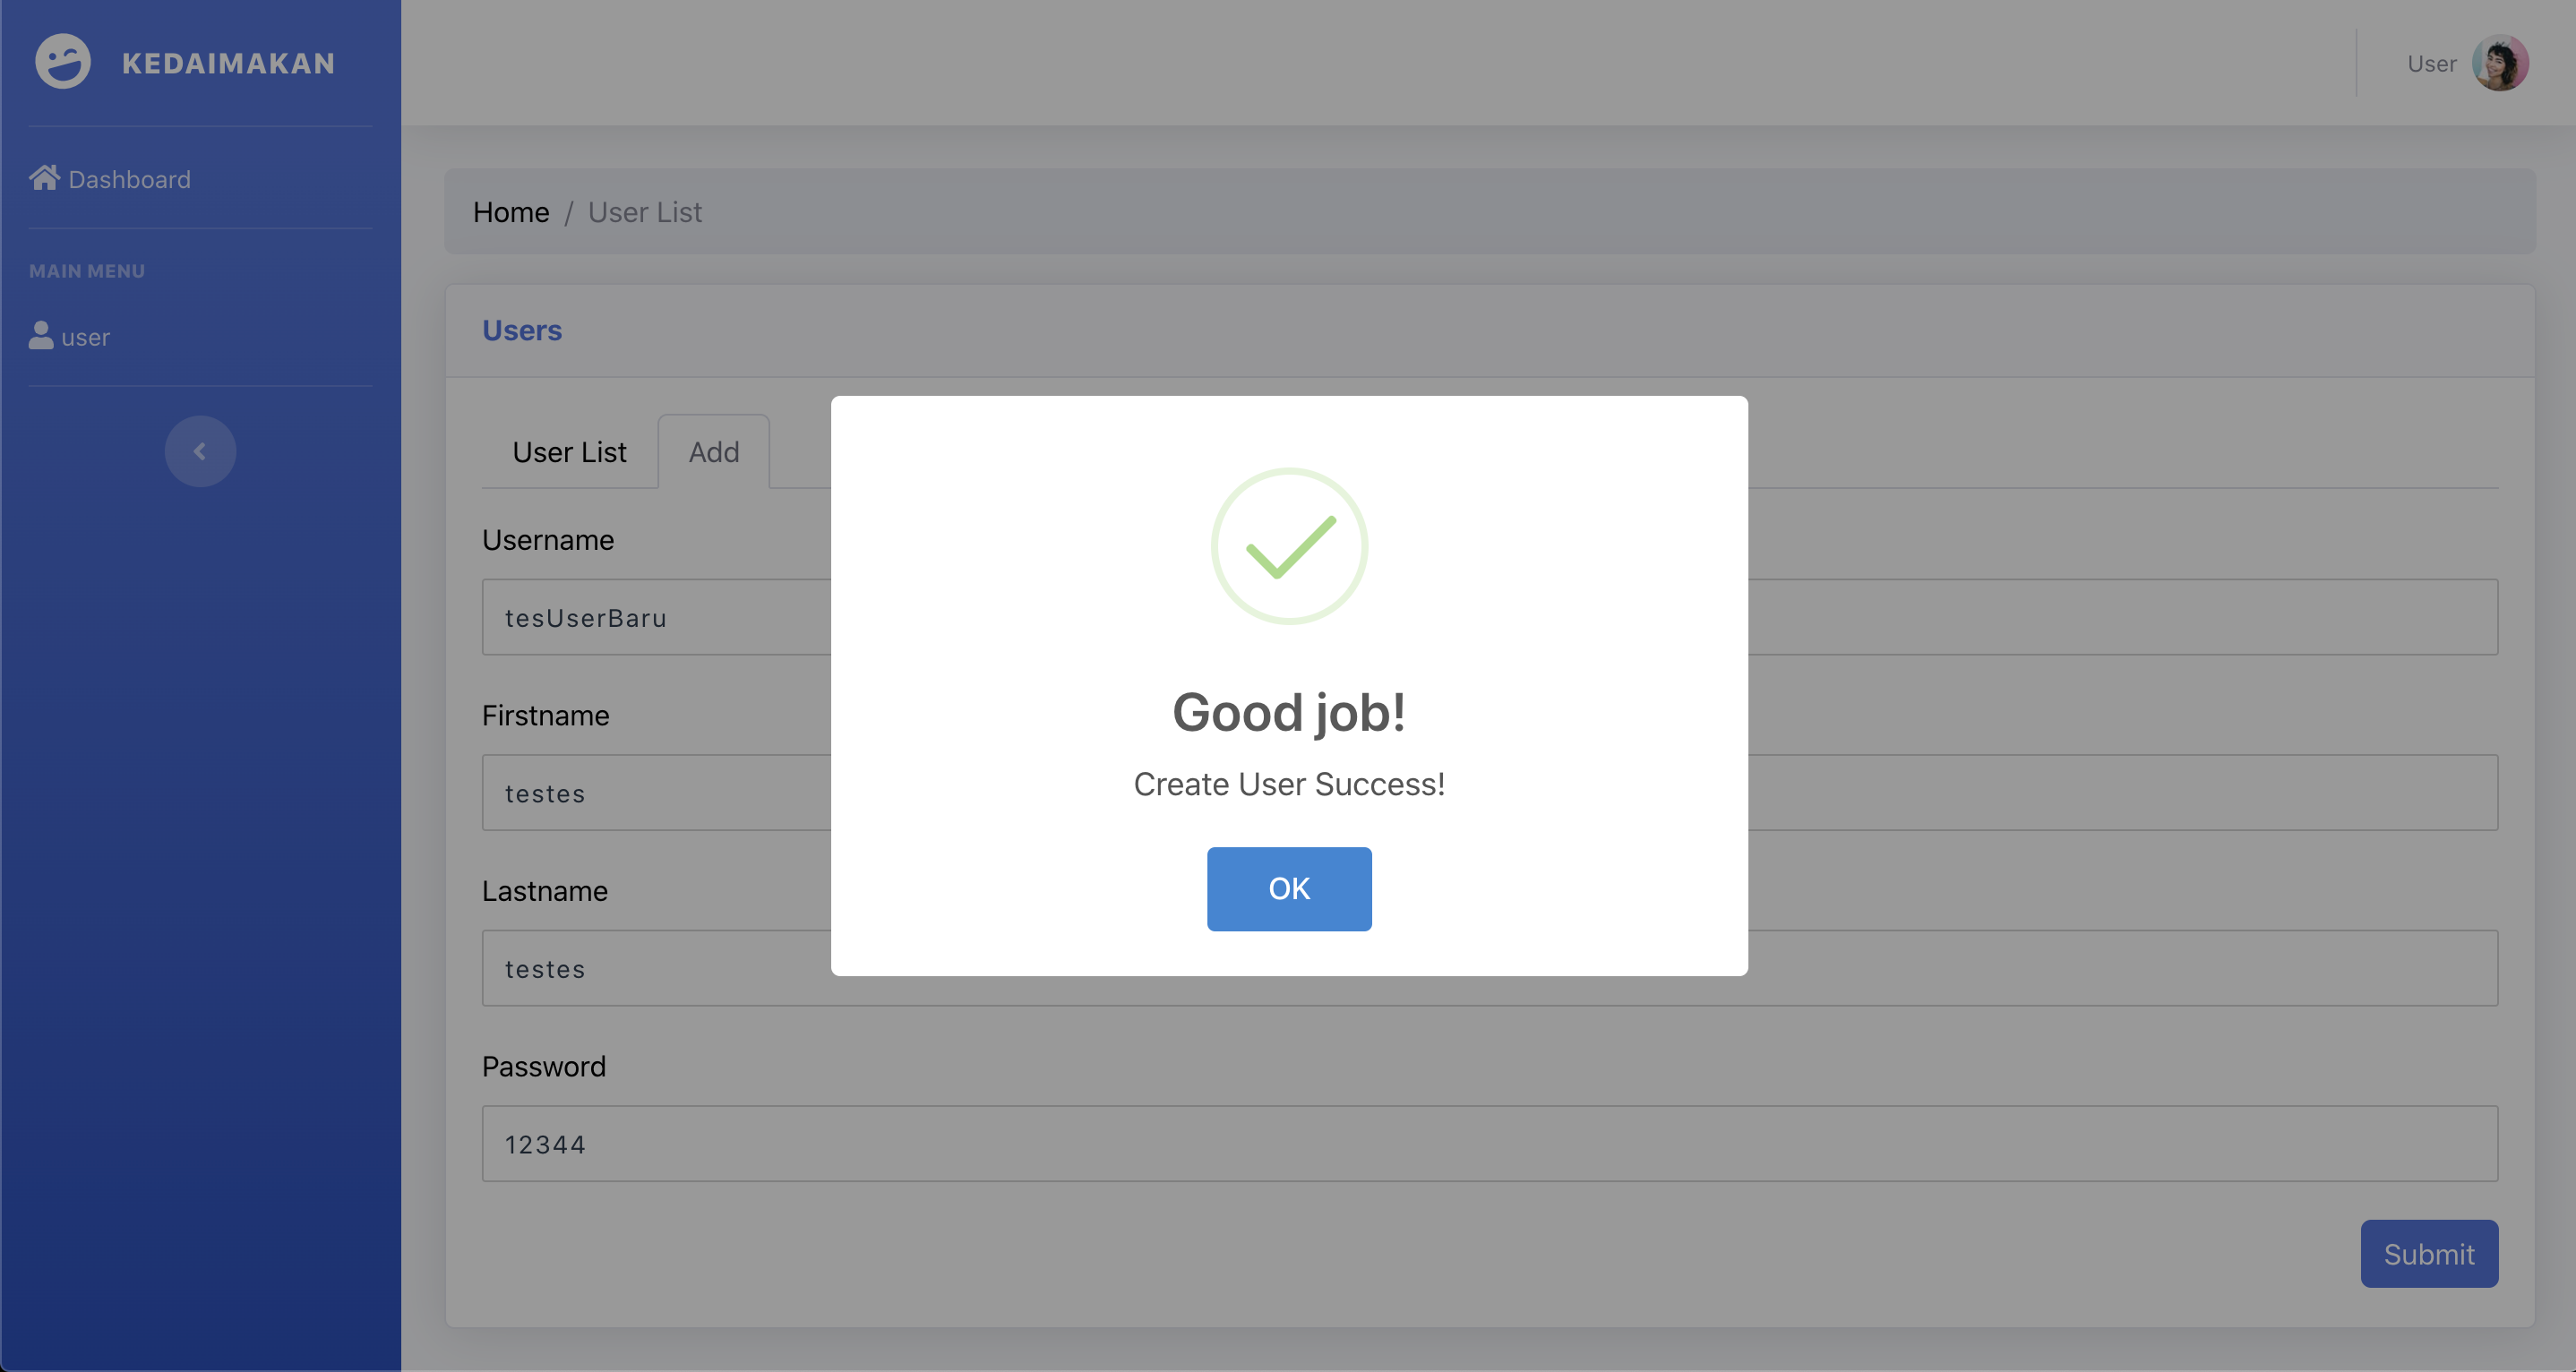 KEDAIMAKAN
User
Dashboard
MAIN MENU
user
Home / User List
Users
User List
Add
Username
tesUserBaru
Firstname
testes
Lastname
testes
Password
12344
Submit
Good job!
Create User Success!
OK